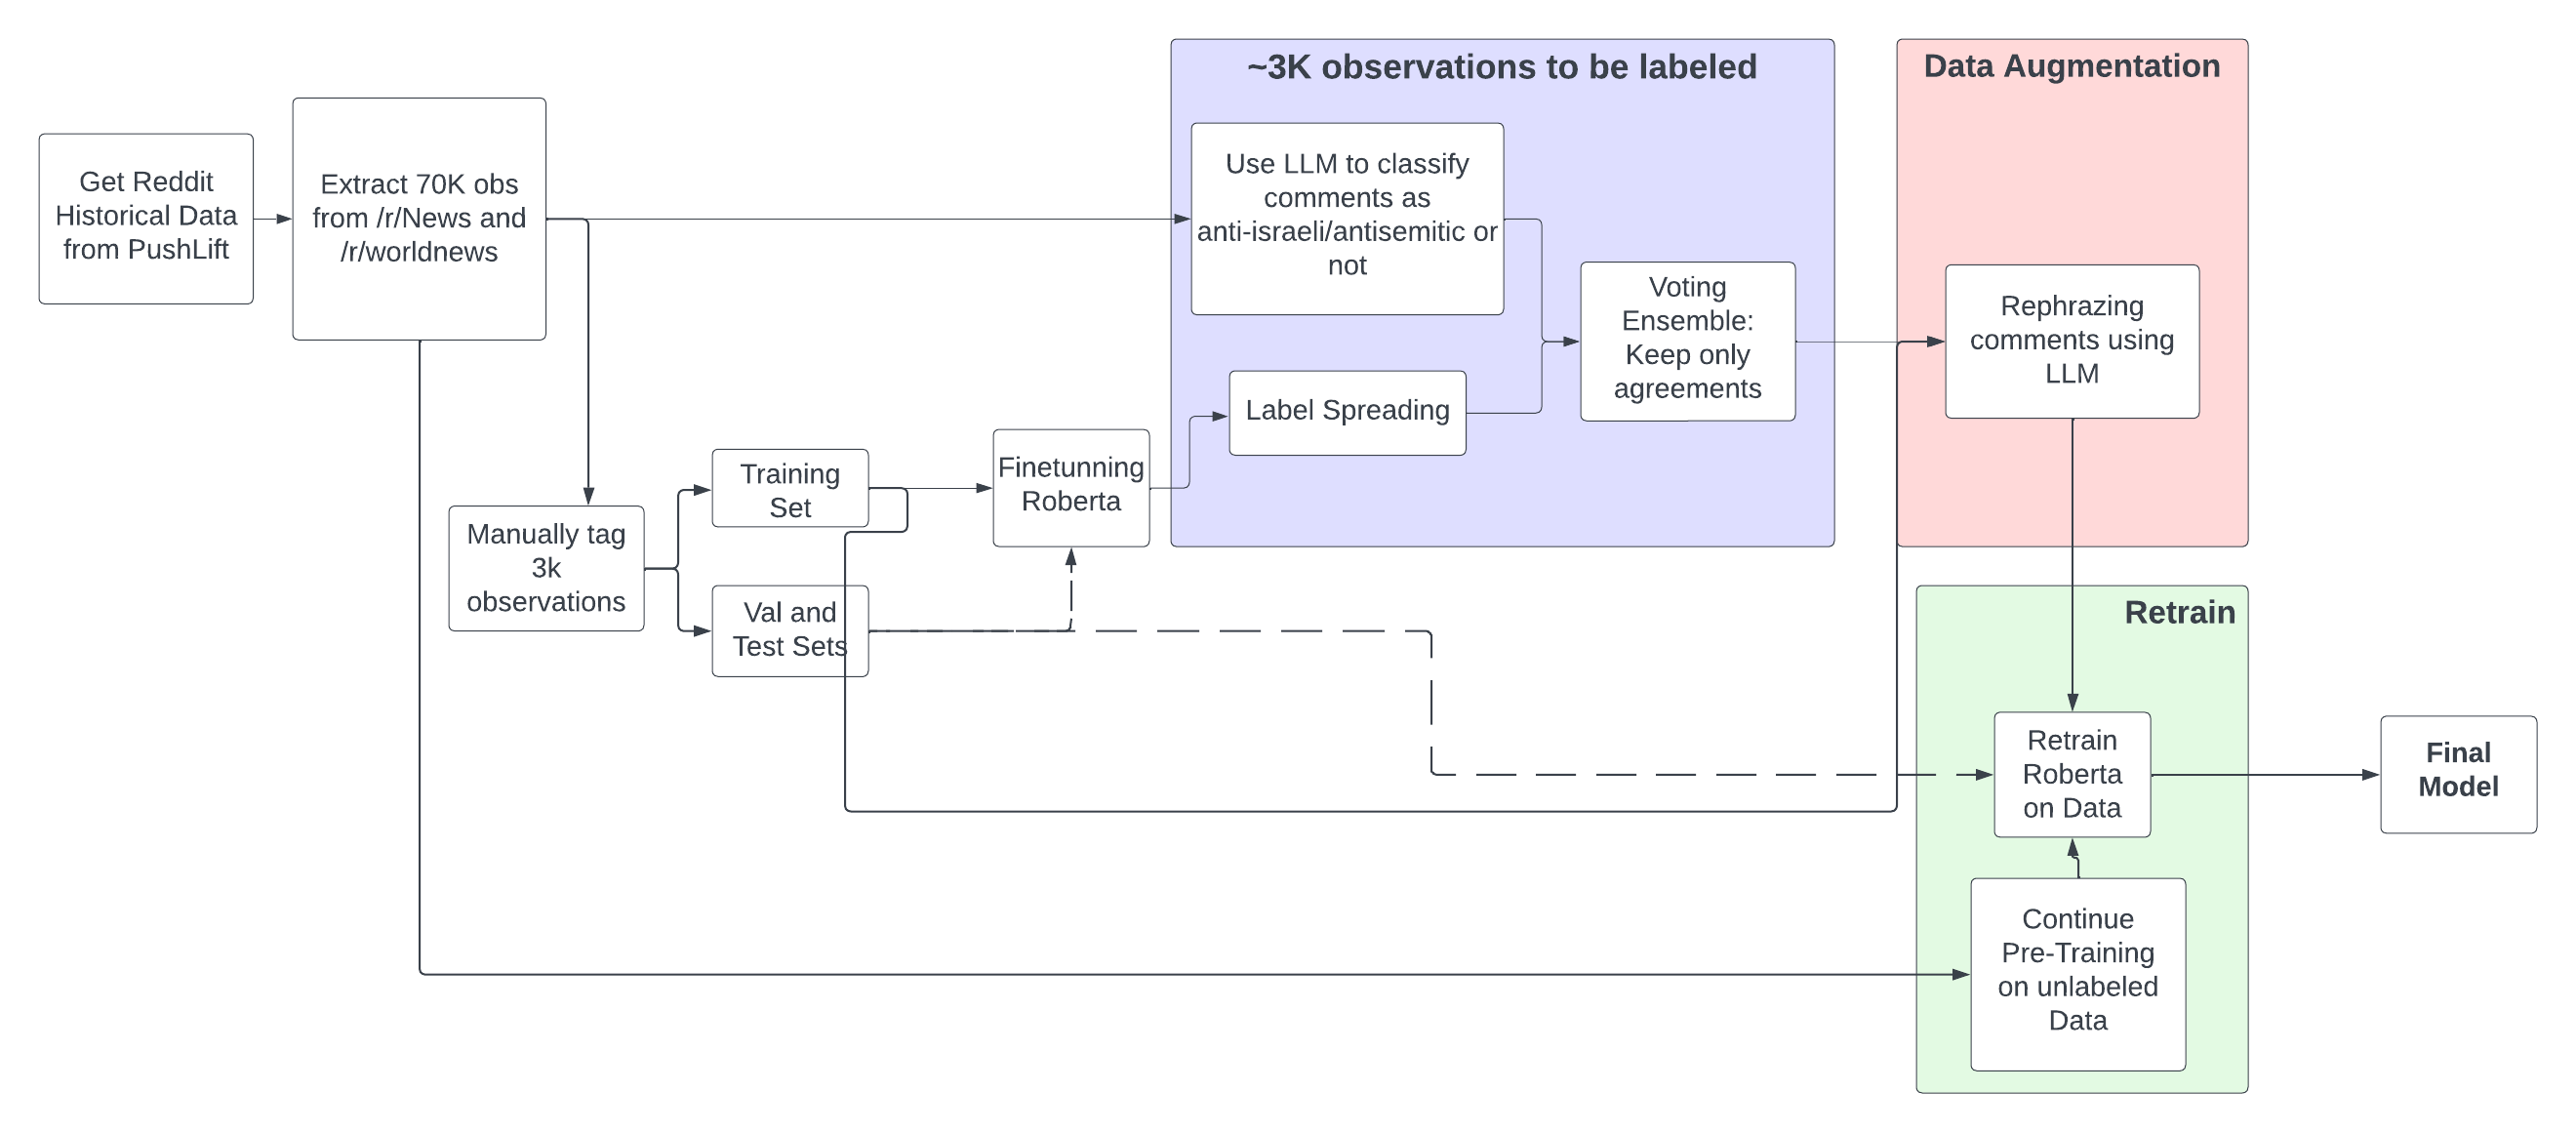 Get Reddit
Historical Data
from PushLift
Extract 70K obs
from /r/News and
/r/worldnews
~3K observations to be labeled
Use LLM to classify
comments as
anti-israeli/antisemitic or
not
Label Spreading
Voting
Ensemble:
Keep only
agreements
Data Augmentation
Rephrazing
comments using
LLM
Manually tag
3k
observations
Training
Set
Val and
Test Sets
Finetunning
Roberta
Retrain
Retrain
Roberta
on Data
Continue
Pre-Training
on unlabeled
Data
Final
Model